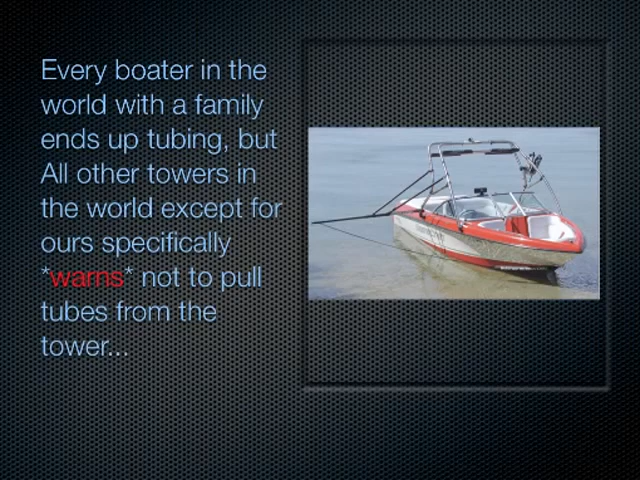 Every boater in the
world with a family
ends up tubing, but
All other towers in
the world except for
ours specifically
*warns* not to pull
tubes from the
tower...